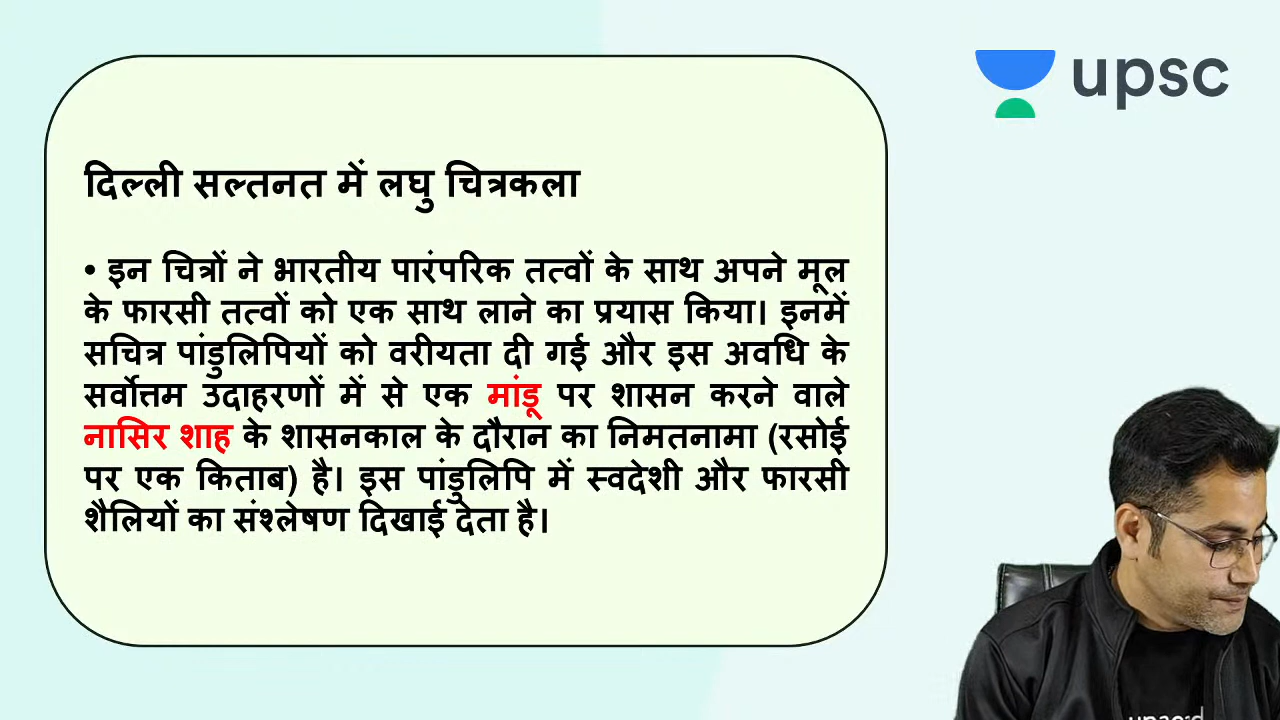 upsc
दिल्ली सल्तनत में लघु चित्रकला
• इन चित्रों ने भारतीय पारंपरिक तत्वों के साथ अपने मूल
के फारसी तत्वों को एक साथ लाने का प्रयास किया। इनमें
सचित्र पांडुलिपियों को वरीयता दी गई और इस अवधि के
सर्वोत्तम उदाहरणों में से एक मांडू पर शासन करने वाले
नासिर शाह के शासनकाल के दौरान का निमतनामा (रसोई
पर एक किताब) है। इस पांडुलिपि में स्वदेशी और फारसी
शैलियों का संश्लेषण दिखाई देता है।